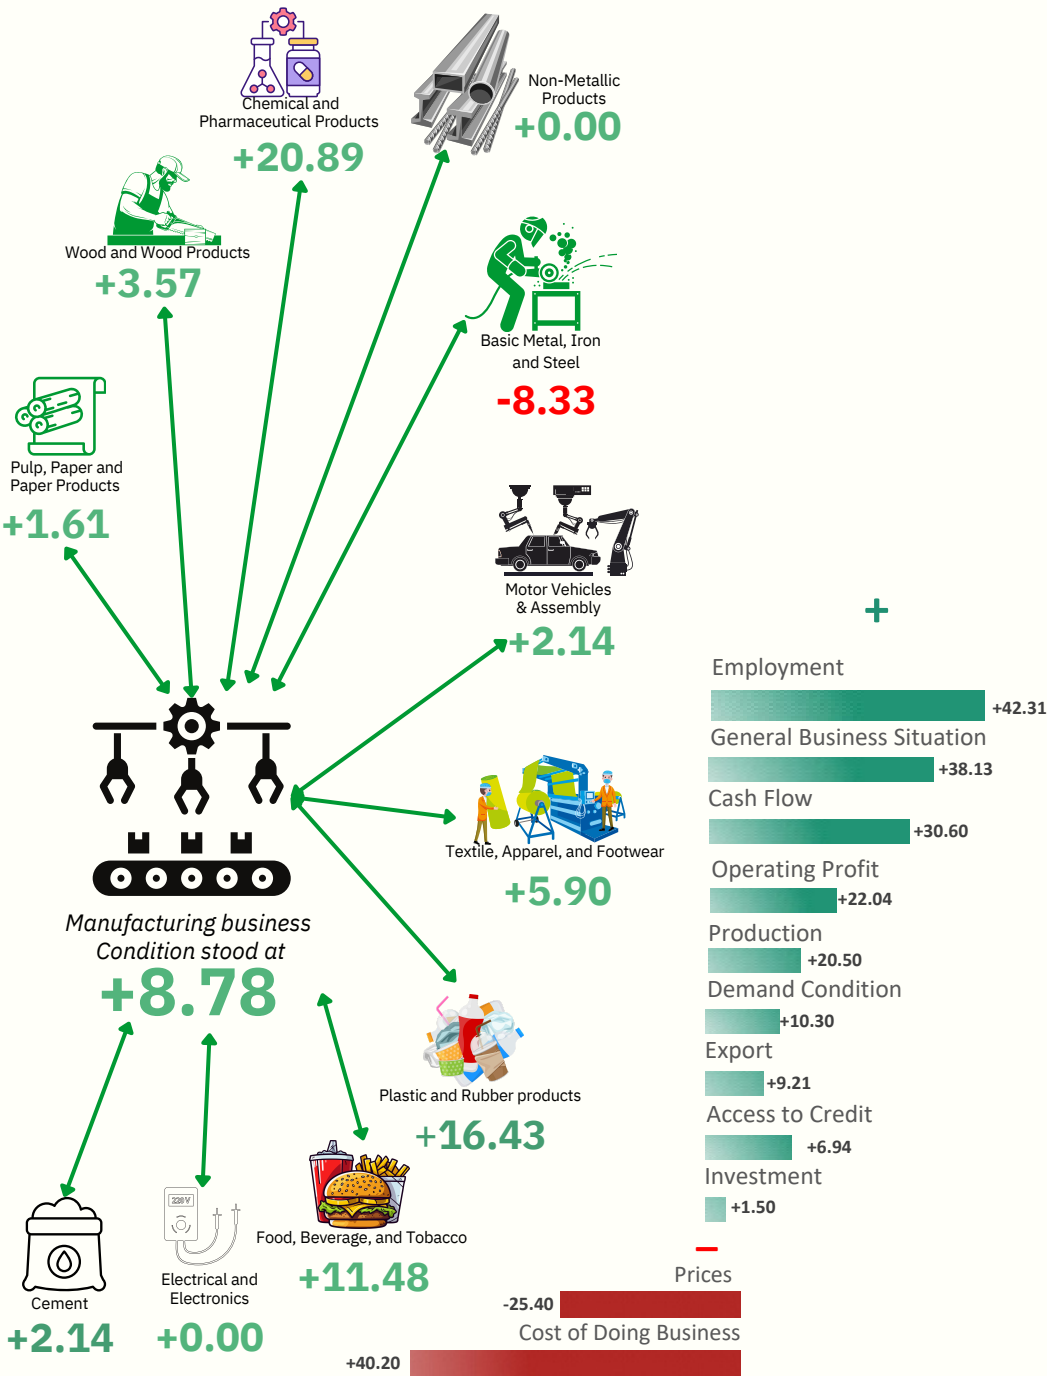 Chemical and
Pharmaceutical Products
+20.89
Non-Metallic
Products
+0.00
Wood and Wood Products
+3.57
Basic Metal, Iron
and Steel
-8.33
Pulp, Paper and
Paper Products
+1.61
Motor Vehicles
& Assembly
+2.14
Textile, Apparel, and Footwear
+5.90
Manufacturing business
Condition stood at
+8.78
Plastic and Rubber products
+16.43
Food, Beverage, and Tobacco
+11.48
220 V
Electrical and
Electronics
+0.00
Cement
+2.14
+
Employment
+42.31
General Business Situation
+38.13
Cash Flow
+30.60
Operating Profit
+22.04
Production
+20.50
Demand Condition
+10.30
Export
+9.21
Access to Credit
+6.94
Investment
+1.50
–
Prices
-25.40
Cost of Doing Business
+40.20